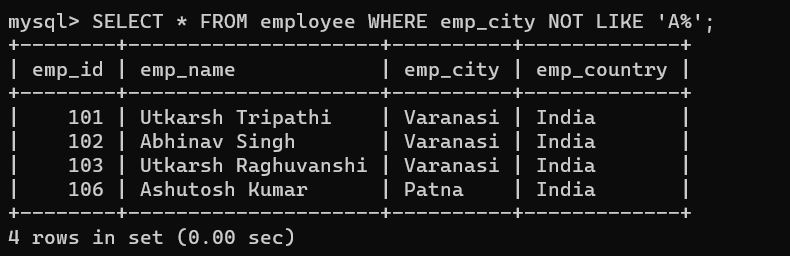 mysql> SELECT * FROM employee WHERE emp_city NOT LIKE 'A%';
+--------+---------------------+----------+-------------+
| emp_id | emp_name            | emp_city | emp_country |
+--------+---------------------+----------+-------------+
|    101 | Utkarsh Tripathi    | Varanasi | India       |
|    102 | Abhinav Singh       | Varanasi | India       |
|    103 | Utkarsh Raghuvanshi | Varanasi | India       |
|    106 | Ashutosh Kumar      | Patna    | India       |
+--------+---------------------+----------+-------------+
4 rows in set (0.00 sec)